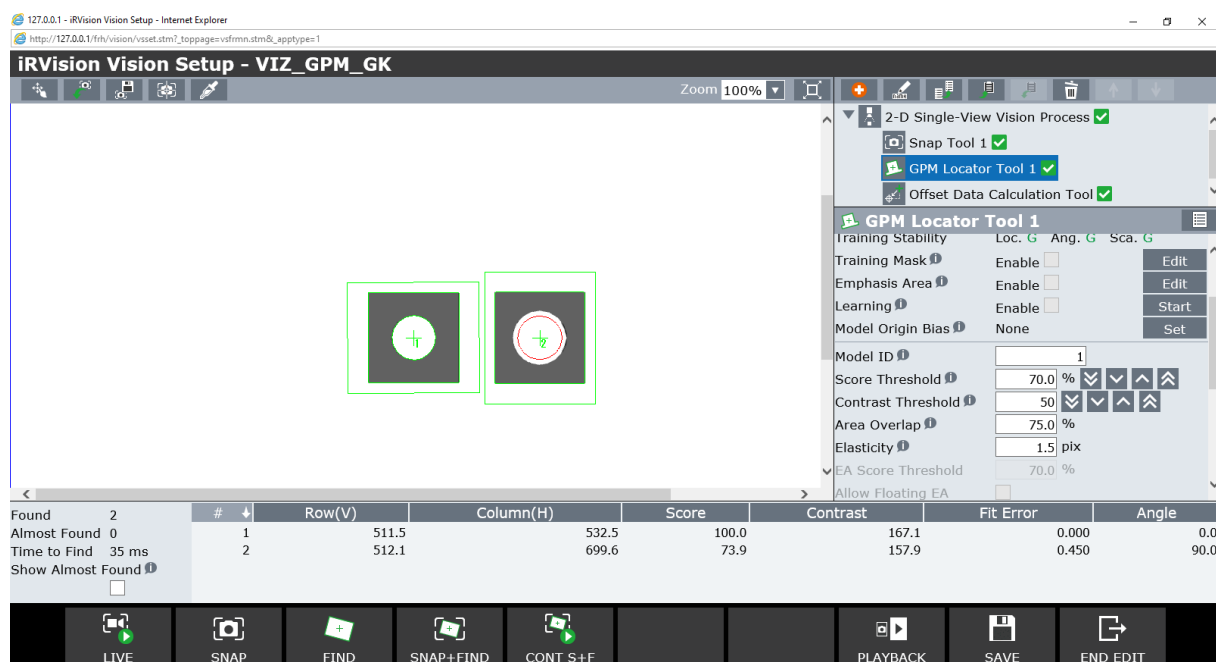 127.0.0.1 - iRVision Vision Setup - Internet Explorer
http://127.0.0.1/frh/vision/vsset.stm?_toppage=vsfrmn.stm&_apptype=1
iRVision Vision Setup - VIZ_GPM_GK
Zoom 100%
2-D Single-View Vision Process
Snap Tool 1
GPM Locator Tool 1
Offset Data Calculation Tool
GPM Locator Tool 1
Training Stability Loc. G Ang. G Sca. G
Training Mask Enable Edit
Emphasis Area Enable Edit
Learning Enable Start
Model Origin Bias None Set
Model ID 1
Score Threshold 70.0 %
Contrast Threshold 50
Area Overlap 75.0 %
Elasticity 1.5 pix
EA Score Threshold 70.0 %
Allow Floating EA
1 2
Found 2
Almost Found 0
Time to Find 35 ms
Show Almost Found
# Row(V) Column(H) Score Contrast Fit Error Angle
1 511.5 532.5 100.0 167.1 0.000 0.0
2 512.1 699.6 73.9 157.9 0.450 90.0
LIVE SNAP FIND SNAP+FIND CONT S+F PLAYBACK SAVE END EDIT